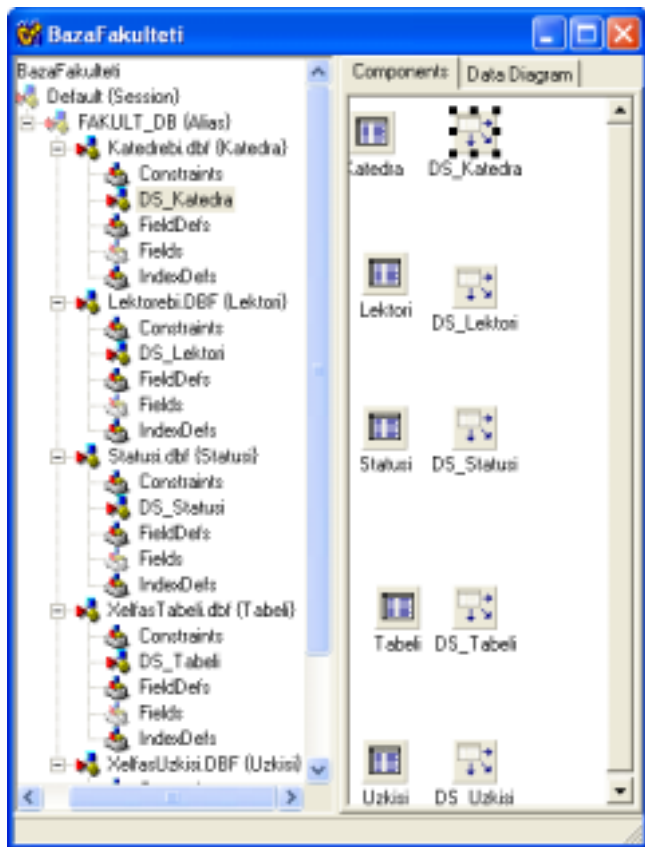 BazaFakulteti
BazaFakulteti
Default {Session}
FAKULT_DB {Alias}
Katedrebi.dbf {Katedra}
Constraints
DS_Katedra
FieldDefs
Fields
IndexDefs
Lektorebi.DBF {Lektori}
Constraints
DS_Lektori
FieldDefs
Fields
IndexDefs
Statusi.dbf {Statusi}
Constraints
DS_Statusi
FieldDefs
Fields
IndexDefs
XelfasTabeli.dbf {Tabeli}
Constraints
DS_Tabeli
FieldDefs
Fields
IndexDefs
XelfasUzkisi.DBF {Uzkisi}
Components Data Diagram
Katedra DS_Katedra
Lektori DS_Lektori
Statusi DS_Statusi
Tabeli DS_Tabeli
Uzkisi DS_Uzkisi